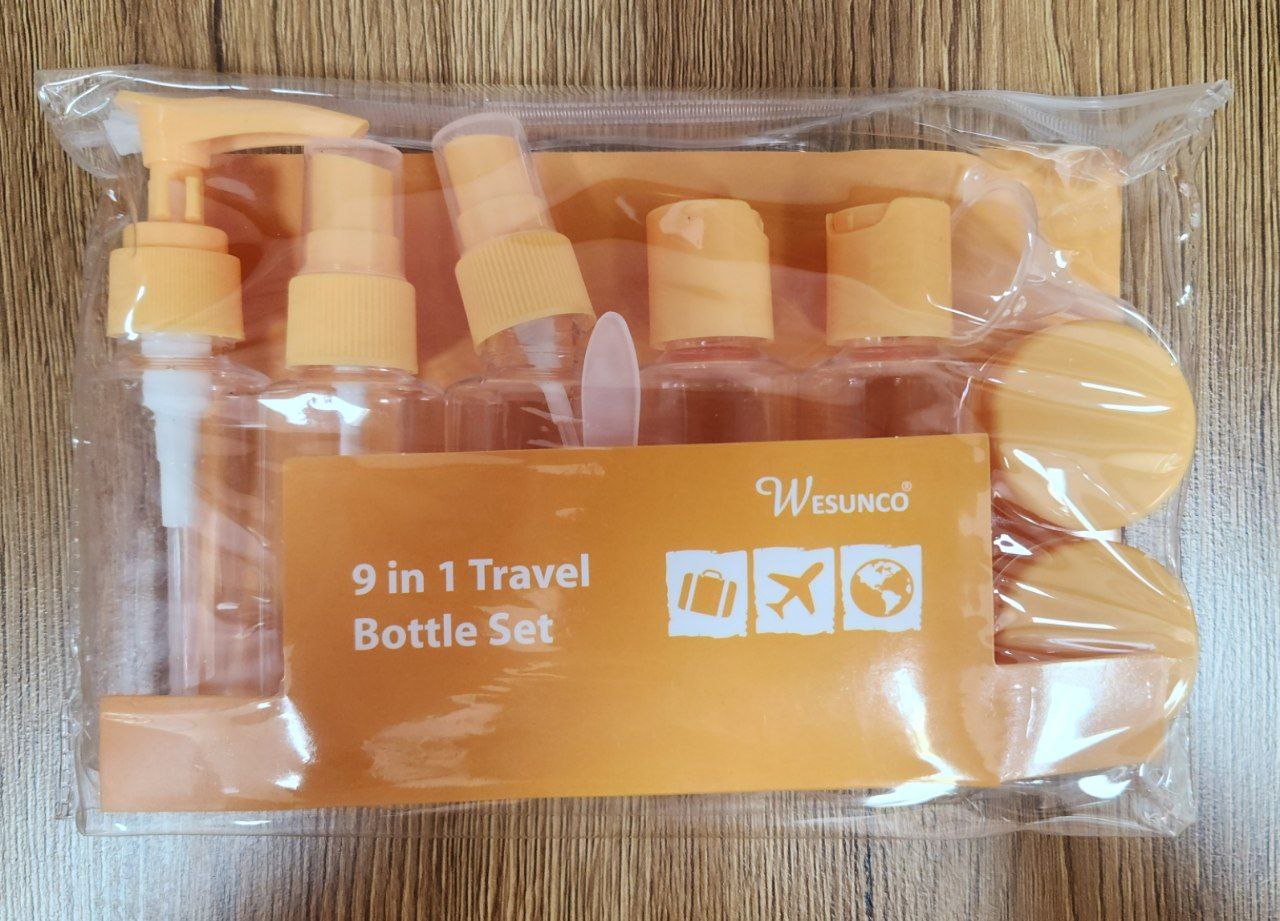 WESUNCO®
9 in 1 Travel
Bottle Set